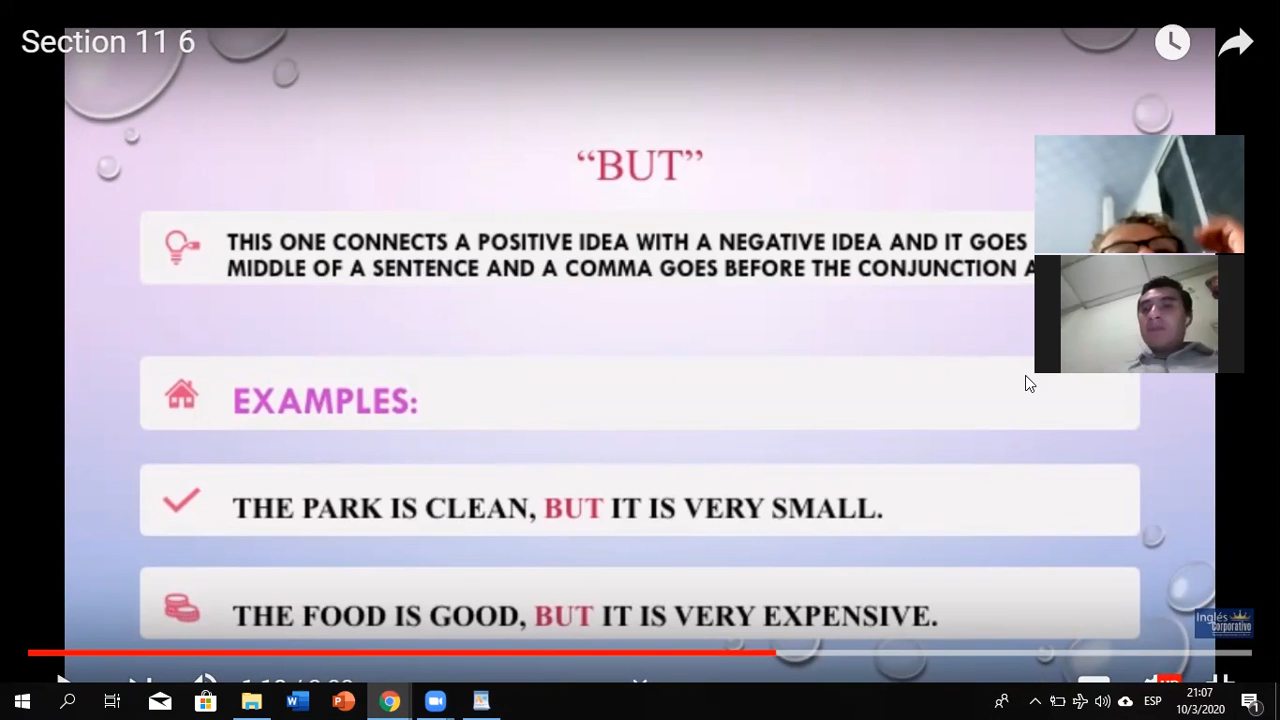 Section 11 6
“BUT”
THIS ONE CONNECTS A POSITIVE IDEA WITH A NEGATIVE IDEA AND IT GOES
MIDDLE OF A SENTENCE AND A COMMA GOES BEFORE THE CONJUNCTION
EXAMPLES:
THE PARK IS CLEAN, BUT IT IS VERY SMALL.
THE FOOD IS GOOD, BUT IT IS VERY EXPENSIVE.
Inglés
Corporative
ESP
21:07
10/3/2020